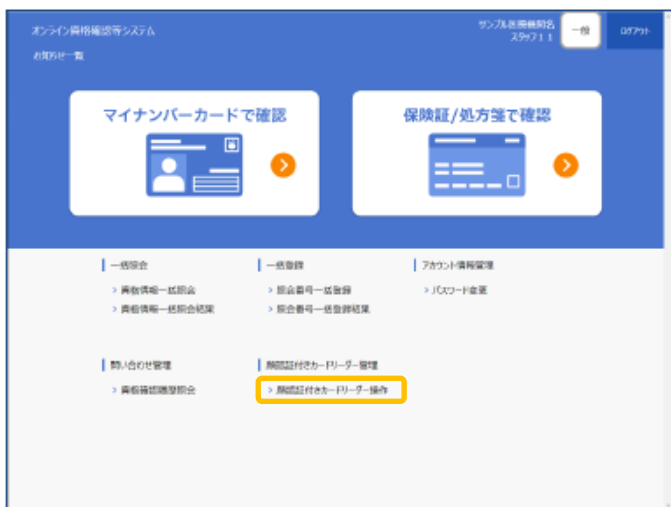 オンライン資格確認等システム
サンプル医療機関名
スタッフ１１
一般
ログアウト
お知らせ一覧
マイナンバーカードで確認
保険証/処方箋で確認
一括照会
一括登録
アカウント情報管理
> 資格情報一括照会
> 照会番号一括登録
> パスワード変更
> 資格情報一括照会結果
> 照会番号一括登録結果
問い合わせ管理
顔認証付きカードリーダー管理
> 資格確認履歴照会
> 顔認証付きカードリーダー操作